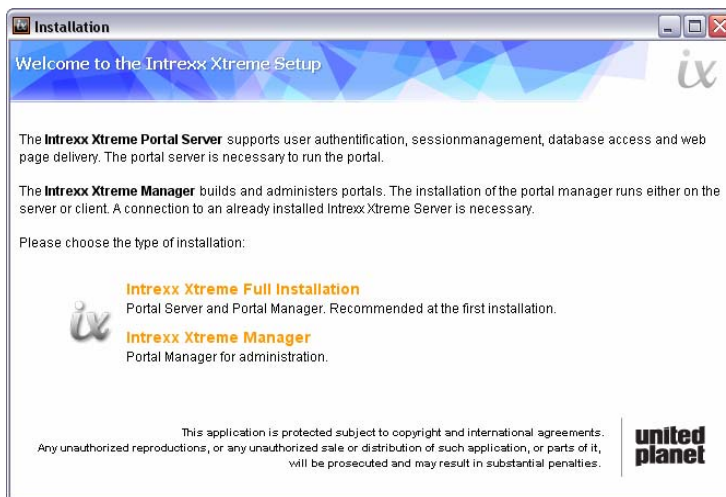 Installation
Welcome to the Intrexx Xtreme Setup
ix
The Intrexx Xtreme Portal Server supports user authentification, sessionmanagement, database access and web
page delivery. The portal server is necessary to run the portal.
The Intrexx Xtreme Manager builds and administers portals. The installation of the portal manager runs either on the
server or client. A connection to an already installed Intrexx Xtreme Server is necessary.
Please choose the type of installation:
Intrexx Xtreme Full Installation
Portal Server and Portal Manager. Recommended at the first installation.
ix
Intrexx Xtreme Manager
Portal Manager for administration.
This application is protected subject to copyright and international agreements.
Any unauthorized reproductions, or any unauthorized sale or distribution of such application, or parts of it,
will be prosecuted and may result in substantial penalties.
united
planet